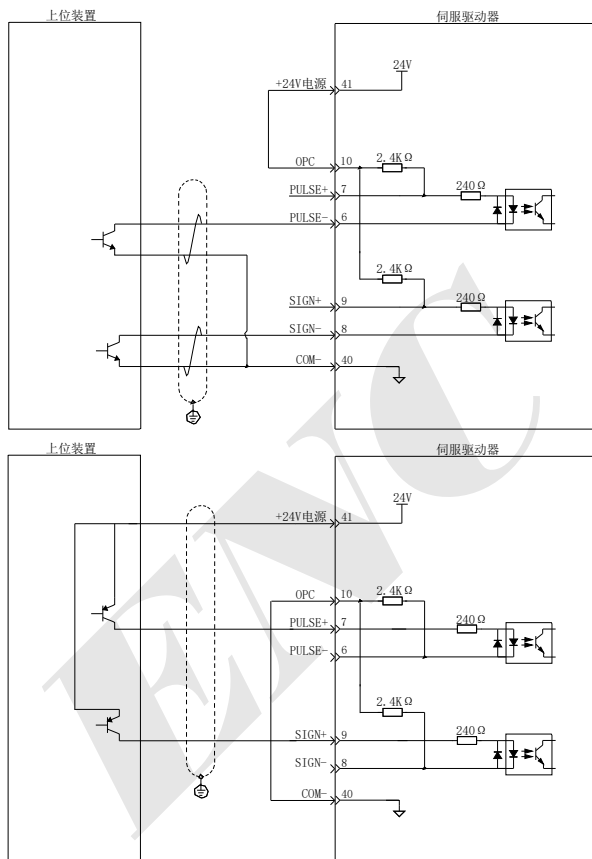 上位装置
伺服驱动器
24V
+24V电源
41
OPC
10
2.4KΩ
PULSE+
7
240Ω
PULSE-
6
2.4KΩ
SIGN+
9
240Ω
SIGN-
8
COM-
40
上位装置
伺服驱动器
24V
+24V电源
41
OPC
10
2.4KΩ
PULSE+
7
240Ω
PULSE-
6
2.4KΩ
SIGN+
9
240Ω
SIGN-
8
COM-
40
ENC